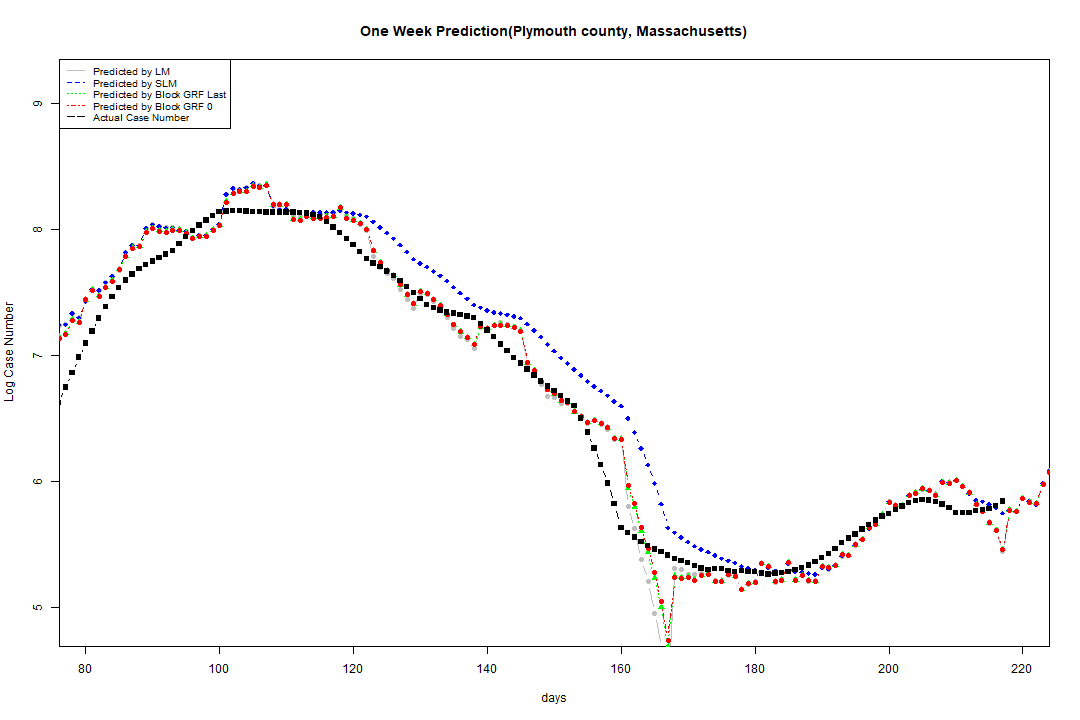 One Week Prediction(Plymouth county, Massachusetts)
Predicted by LM
Predicted by SLM
Predicted by Block GRF Last
Predicted by Block GRF 0
Actual Case Number
9
8
7
6
5
Log Case Number
80 100 120 140 160 180 200 220
days